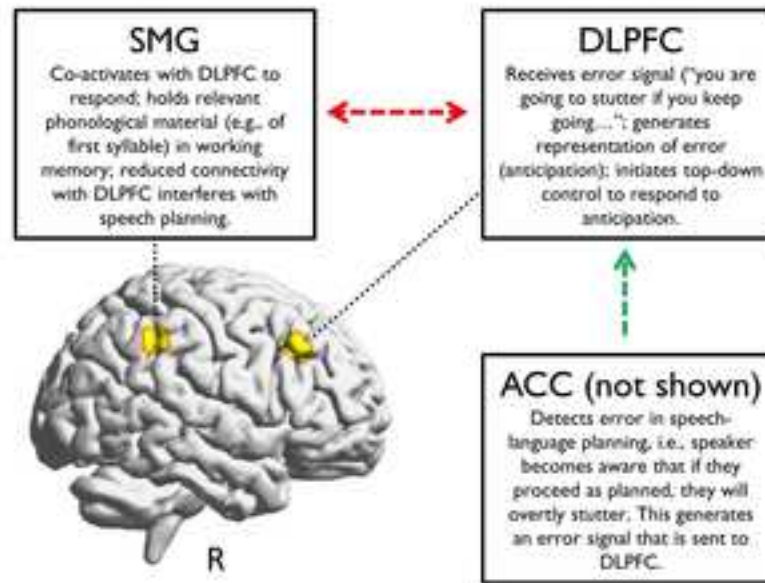 SMG
Co-activates with DLPFC to
respond; holds relevant
phonological material (e.g., of
first syllable) in working
memory; reduced connectivity
with DLPFC interferes with
speech planning.
DLPFC
Receives error signal ("you are
going to stutter if you keep
going..."; generates
representation of error
(anticipation); initiates top-down
control to respond to
anticipation.
ACC (not shown)
Detects error in speech-
language planning, i.e., speaker
becomes aware that if they
proceed as planned, they will
overtly stutter. This generates
an error signal that is sent to
DLPFC.
R